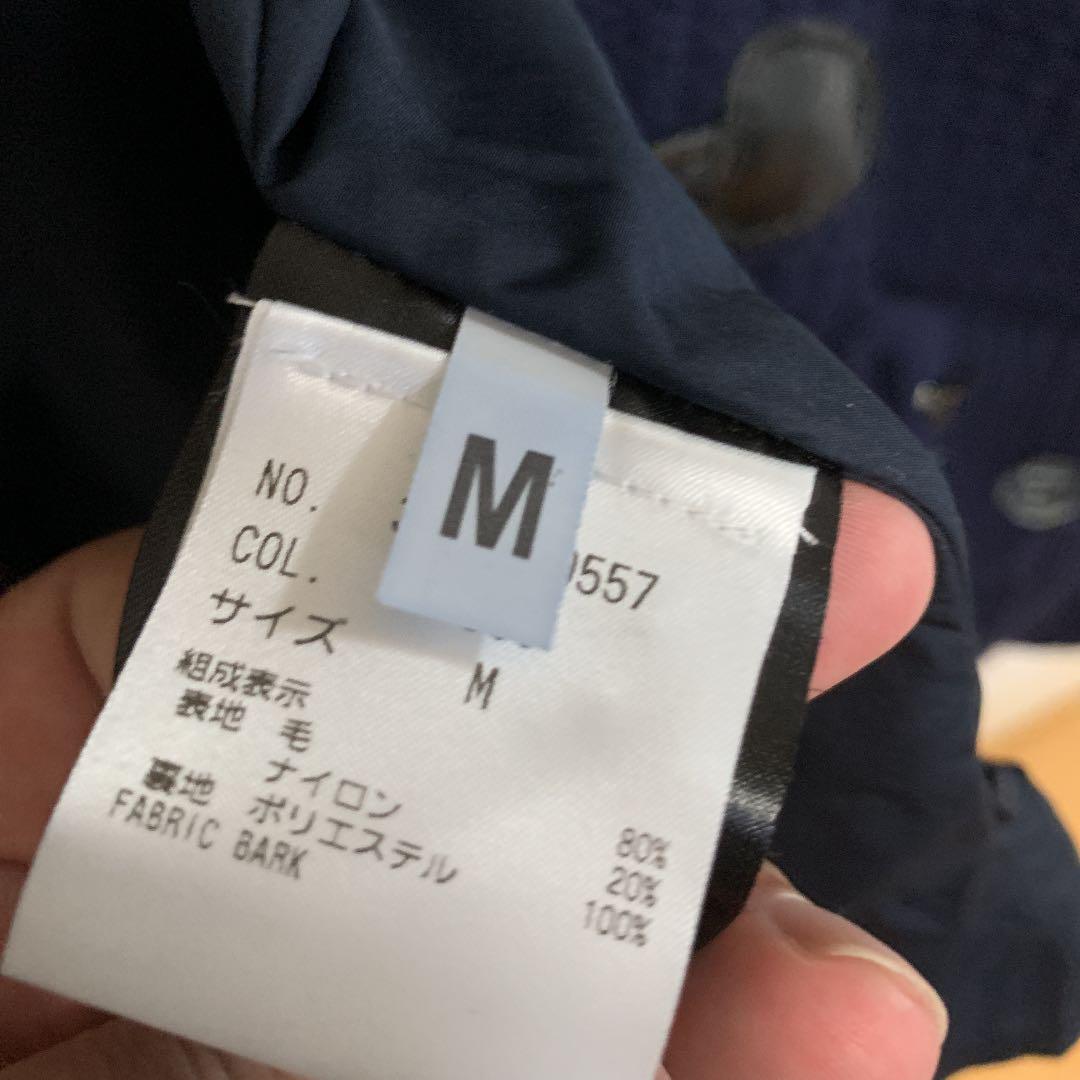 M
NO. 0557
COL.
サイズ M
組成表示
表地 毛 80%
ナイロン 20%
裏地 ポリエステル 100%
FABRIC BARK